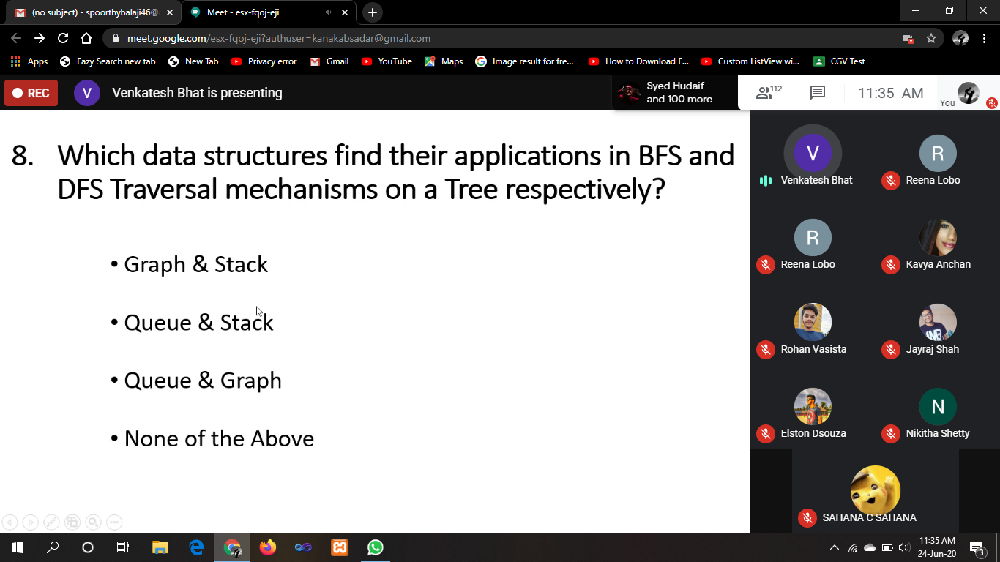 (no subject) - spoorthybalaji46@
Meet - esx-fqoj-eji
meet.google.com/esx-fqoj-eji?authuser=kanakabsadar@gmail.com
Apps Eazy Search new tab New Tab Privacy error Gmail YouTube Maps Image result for fre... How to Download F... Custom ListView wi... CGV Test
REC V Venkatesh Bhat is presenting
Syed Hudaif
and 100 more
112
11:35 AM
You
8. Which data structures find their applications in BFS and
DFS Traversal mechanisms on a Tree respectively?
• Graph & Stack
• Queue & Stack
• Queue & Graph
• None of the Above
V
Venkatesh Bhat
R
Reena Lobo
R
Reena Lobo
Kavya Anchan
Rohan Vasista
Jayraj Shah
Elston Dsouza
N
Nikitha Shetty
SAHANA C SAHANA
11:35 AM
24-Jun-20
3